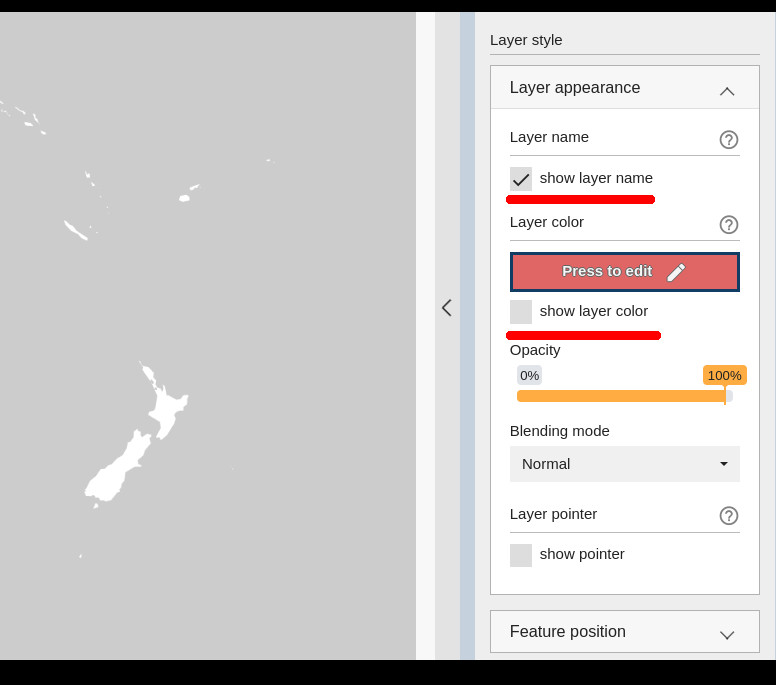 Layer style
Layer appearance
Layer name
show layer name
Layer color
Press to edit
show layer color
Opacity
0% 100%
Blending mode
Normal
Layer pointer
show pointer
Feature position